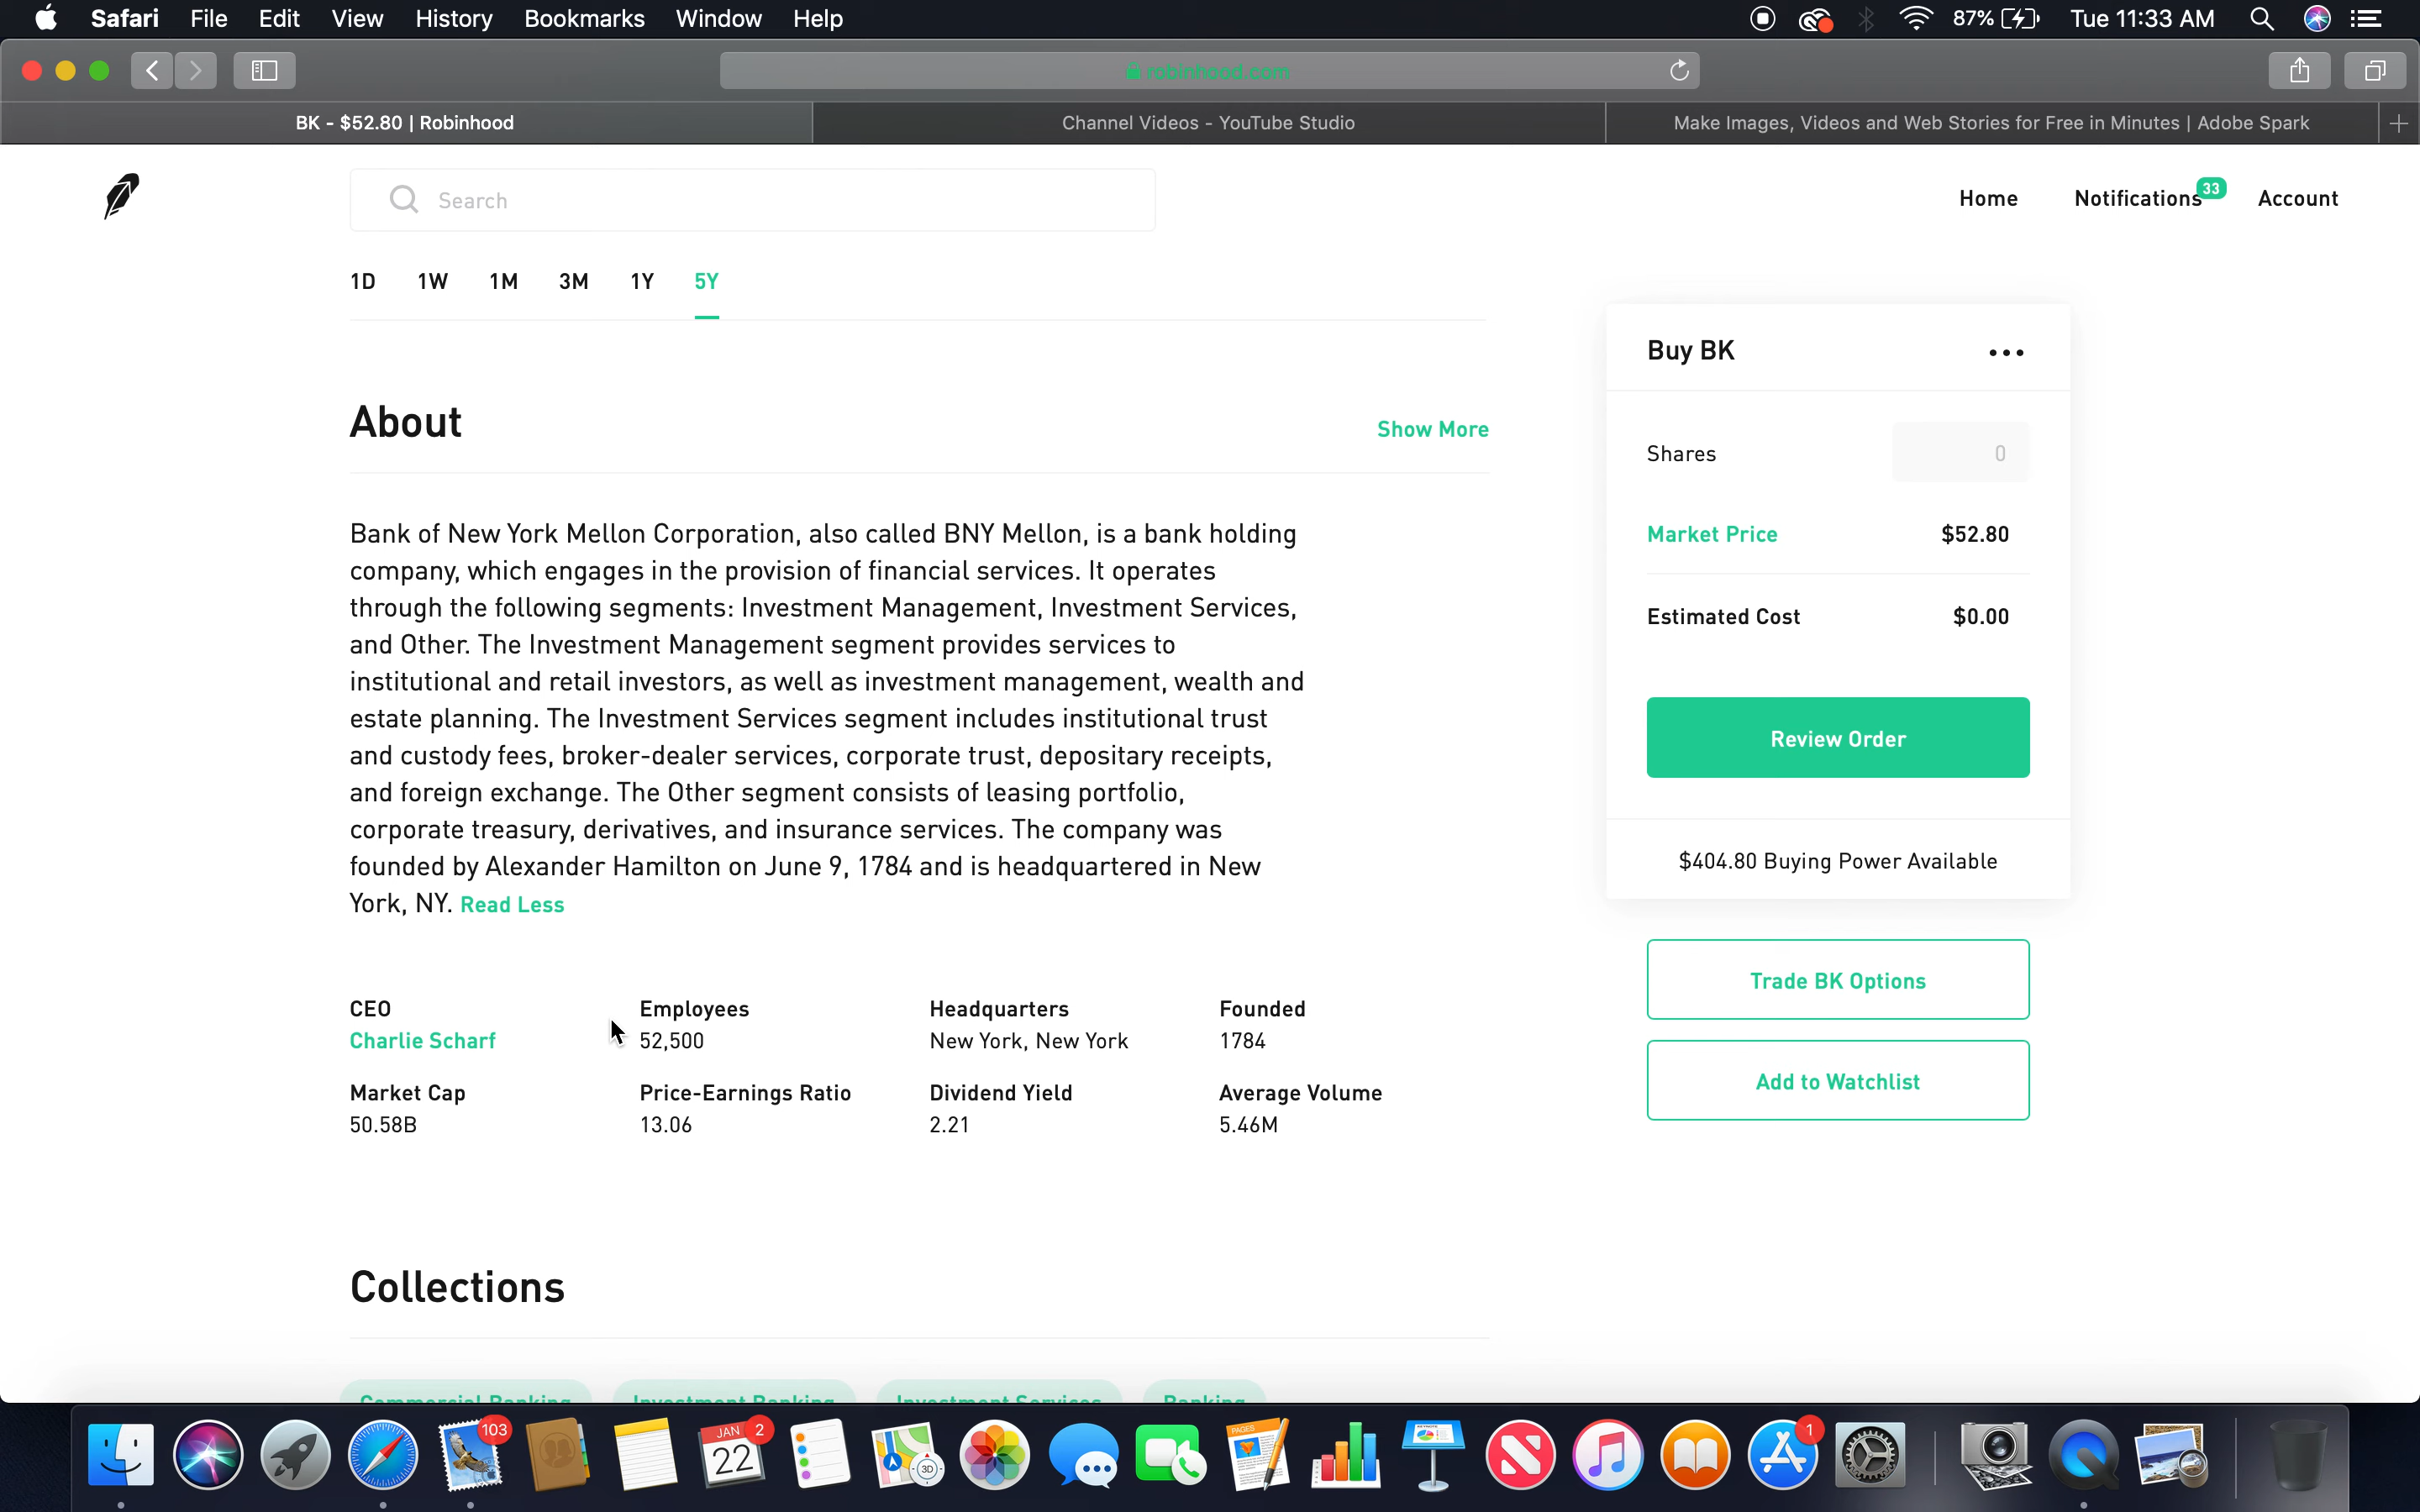 Safari File Edit View History Bookmarks Window Help 87% Tue 11:33 AM
robinhood.com
BK - $52.80 | Robinhood
Channel Videos - YouTube Studio
Make Images, Videos and Web Stories for Free in Minutes | Adobe Spark
Search
Home Notifications 33 Account
1D 1W 1M 3M 1Y 5Y
About
Show More
Bank of New York Mellon Corporation, also called BNY Mellon, is a bank holding
company, which engages in the provision of financial services. It operates
through the following segments: Investment Management, Investment Services,
and Other. The Investment Management segment provides services to
institutional and retail investors, as well as investment management, wealth and
estate planning. The Investment Services segment includes institutional trust
and custody fees, broker-dealer services, corporate trust, depositary receipts,
and foreign exchange. The Other segment consists of leasing portfolio,
corporate treasury, derivatives, and insurance services. The company was
founded by Alexander Hamilton on June 9, 1784 and is headquartered in New
York, NY. Read Less
CEO
Charlie Scharf
Employees
52,500
Headquarters
New York, New York
Founded
1784
Market Cap
50.58B
Price-Earnings Ratio
13.06
Dividend Yield
2.21
Average Volume
5.46M
Collections
Commercial Banking Investment Banking Investment Services Banking
Buy BK
Shares 0
Market Price $52.80
Estimated Cost $0.00
Review Order
$404.80 Buying Power Available
Trade BK Options
Add to Watchlist
103
JAN
22
2
3D
PAGES
1